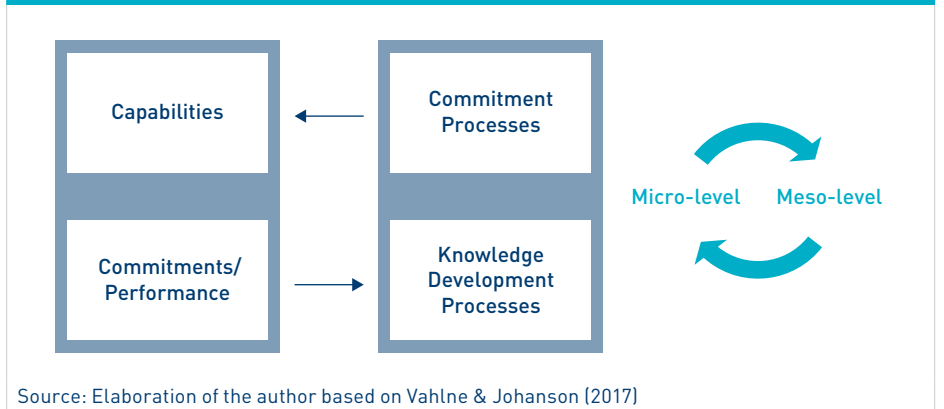 Capabilities
Commitment
Processes
Commitments/
Performance
Knowledge
Development
Processes
Micro-level
Meso-level
Source: Elaboration of the author based on Vahlne & Johanson (2017)